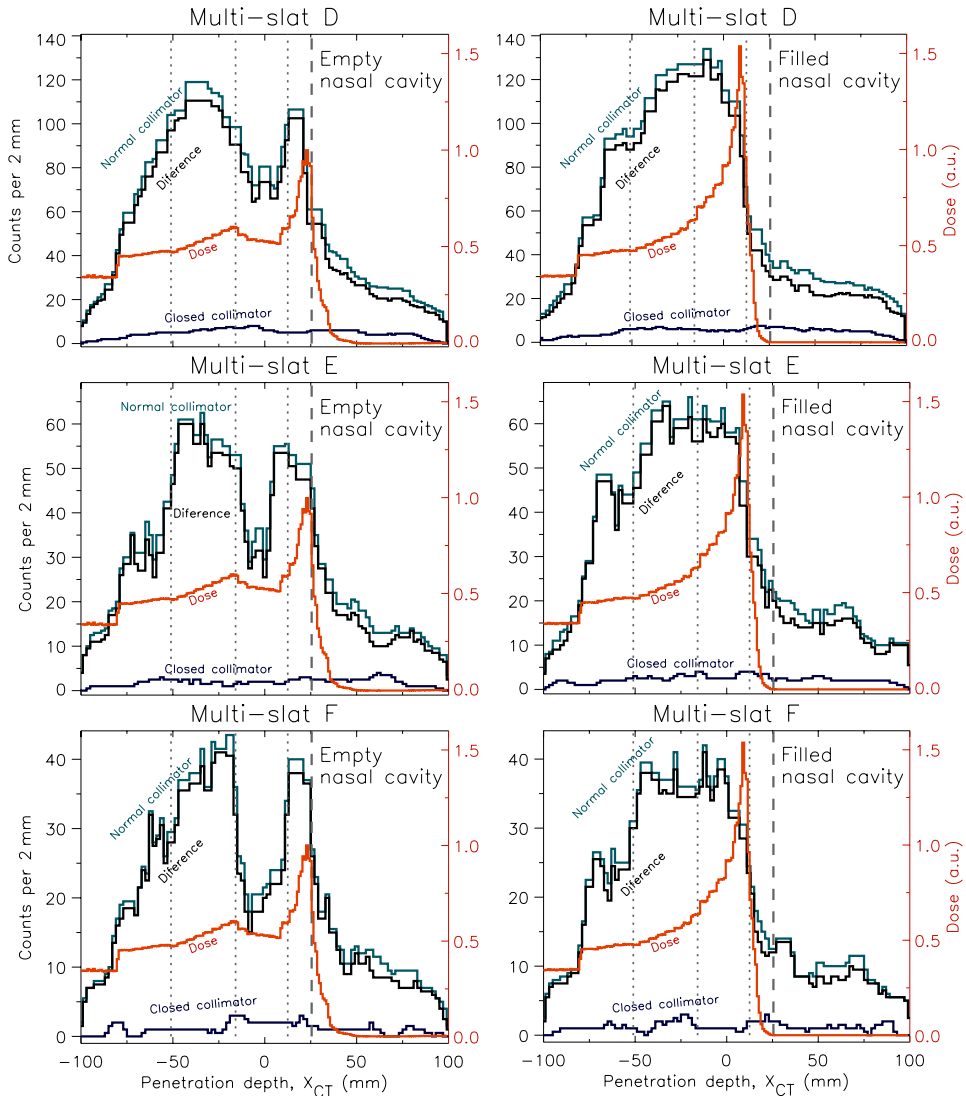 Multi-slat D
Multi-slat D
140
120
100
80
60
40
20
0
Counts per 2 mm
Normal collimator
Diference
Dose
Closed collimator
Empty
nasal cavity
1.5
1.0
0.5
0.0
140
120
100
80
60
40
20
0
Normal collimator
Diference
Dose
Closed collimator
Filled
nasal cavity
1.5
1.0
0.5
0.0
Dose (a.u.)
Multi-slat E
Multi-slat E
60
50
40
30
20
10
0
Counts per 2 mm
Normal collimator
Diference
Dose
Closed collimator
Empty
nasal cavity
1.5
1.0
0.5
0.0
60
50
40
30
20
10
0
Normal collimator
Diference
Dose
Closed collimator
Filled
nasal cavity
1.5
1.0
0.5
0.0
Dose (a.u.)
Multi-slat F
Multi-slat F
40
30
20
10
0
Counts per 2 mm
Normal collimator
Diference
Dose
Closed collimator
Empty
nasal cavity
1.5
1.0
0.5
0.0
40
30
20
10
0
Normal collimator
Diference
Dose
Closed collimator
Filled
nasal cavity
1.5
1.0
0.5
0.0
Dose (a.u.)
−100 −50 0 50 100
−100 −50 0 50 100
Penetration depth, XCT (mm)
Penetration depth, XCT (mm)